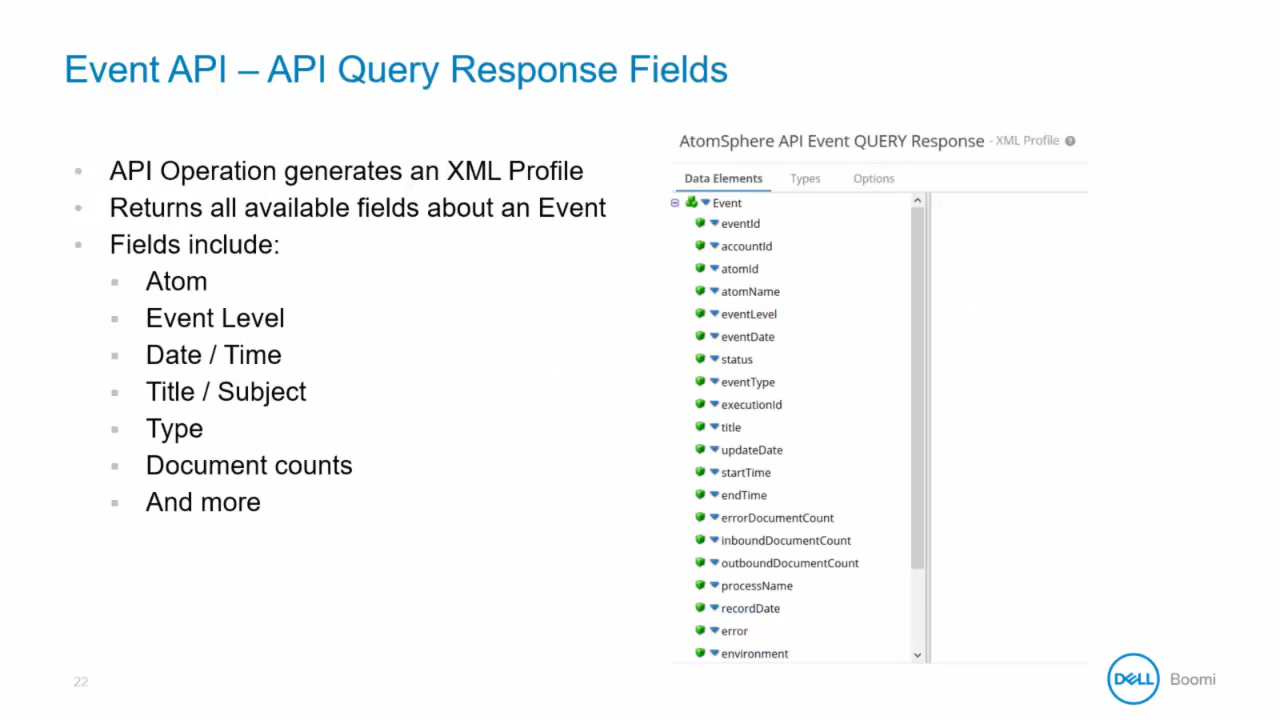 Event API – API Query Response Fields
API Operation generates an XML Profile
Returns all available fields about an Event
Fields include:
Atom
Event Level
Date / Time
Title / Subject
Type
Document counts
And more
AtomSphere API Event QUERY Response - XML Profile ?
Data Elements Types Options
Event
eventId
accountId
atomId
atomName
eventLevel
eventDate
status
eventType
executionId
title
updateDate
startTime
endTime
errorDocumentCount
inboundDocumentCount
outboundDocumentCount
processName
recordDate
error
environment
22
DELL Boomi